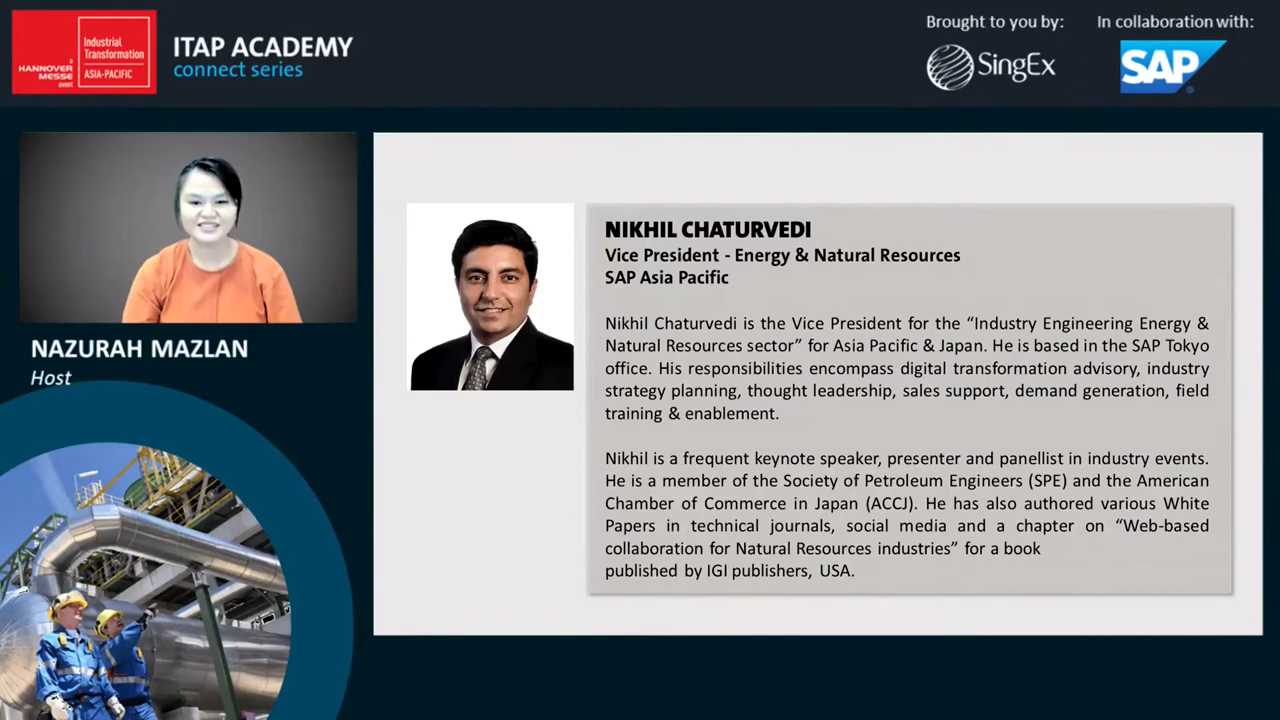 HANNOVER
MESSE
event
Industrial
Transformation
ASIA-PACIFIC
ITAP ACADEMY
connect series
Brought to you by:
SingEx
In collaboration with:
SAP
NAZURAH MAZLAN
Host
NIKHIL CHATURVEDI
Vice President - Energy & Natural Resources
SAP Asia Pacific
Nikhil Chaturvedi is the Vice President for the “Industry Engineering Energy &
Natural Resources sector” for Asia Pacific & Japan. He is based in the SAP Tokyo
office. His responsibilities encompass digital transformation advisory, industry
strategy planning, thought leadership, sales support, demand generation, field
training & enablement.
Nikhil is a frequent keynote speaker, presenter and panellist in industry events.
He is a member of the Society of Petroleum Engineers (SPE) and the American
Chamber of Commerce in Japan (ACCJ). He has also authored various White
Papers in technical journals, social media and a chapter on “Web-based
collaboration for Natural Resources industries” for a book
published by IGI publishers, USA.